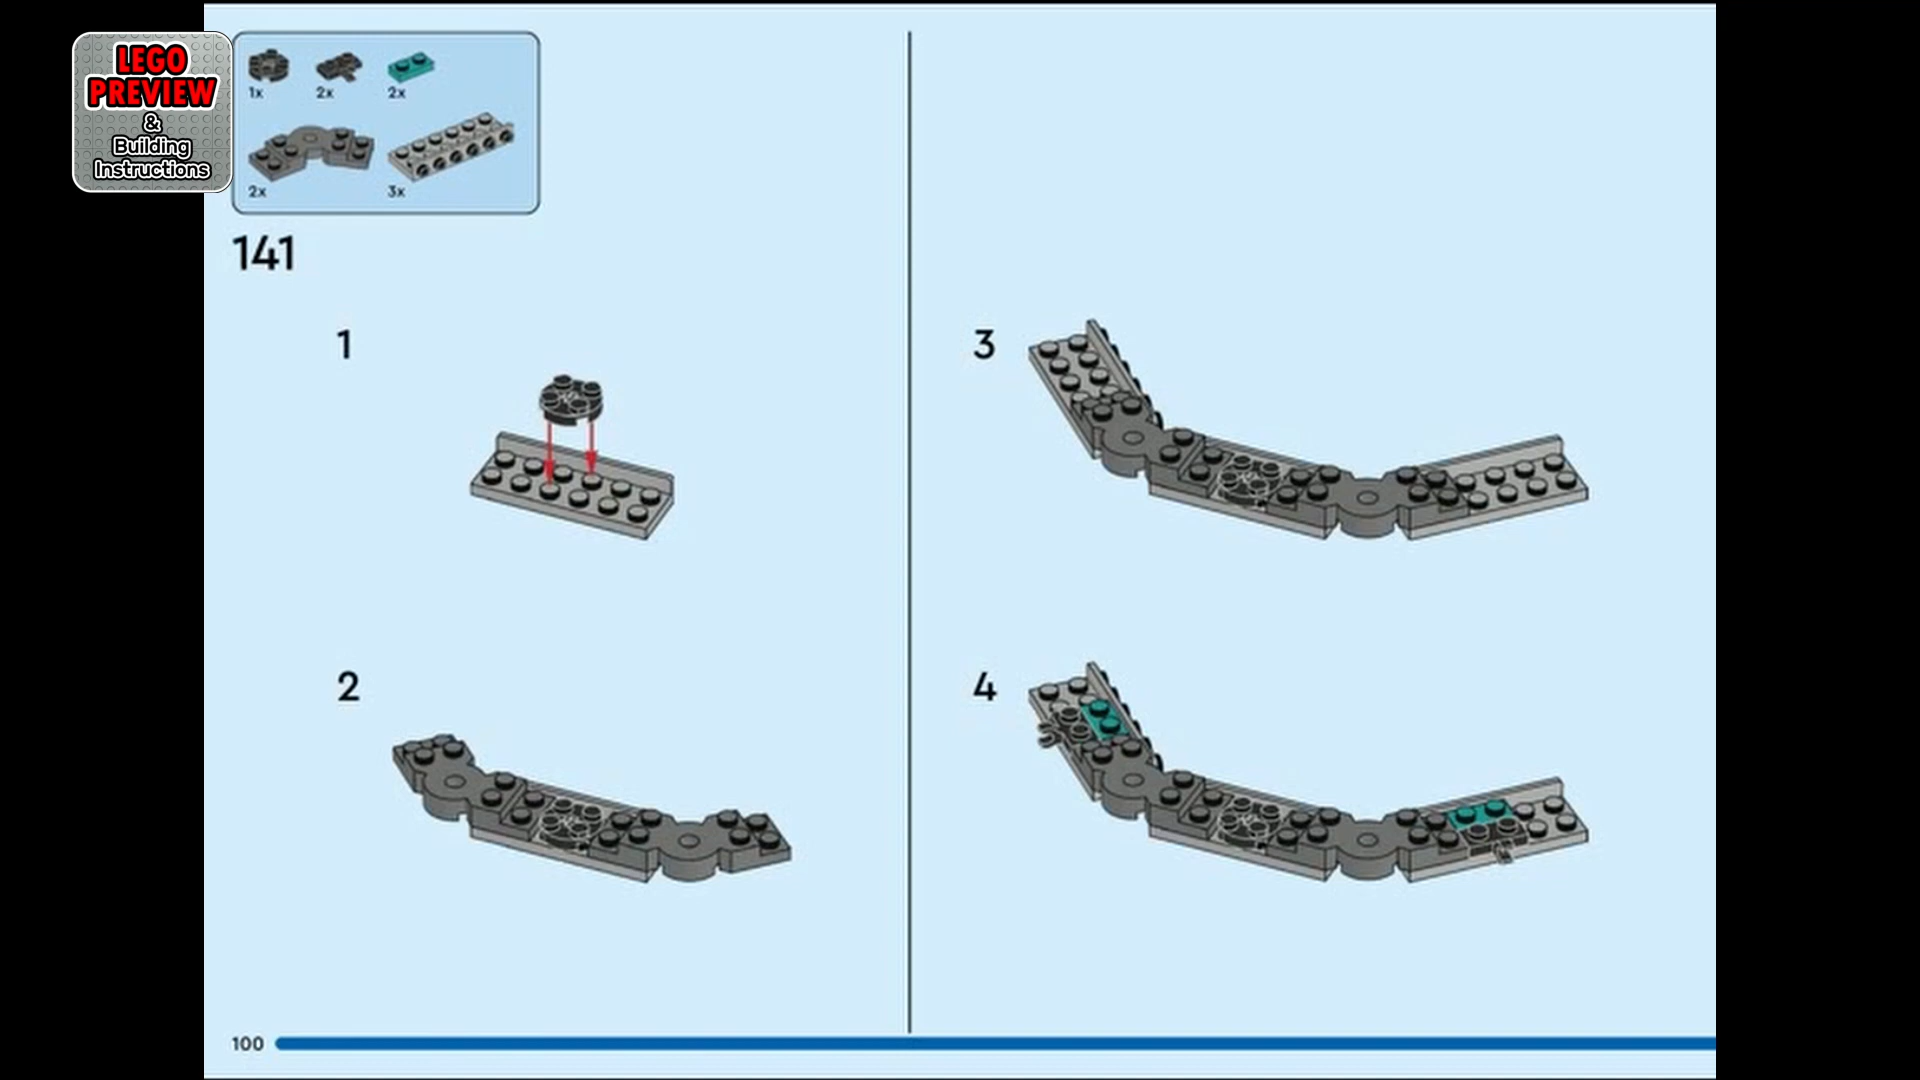 LEGO
PREVIEW
&
Building
Instructions
1x
2x
2x
2x
3x
141
1
2
3
4
100